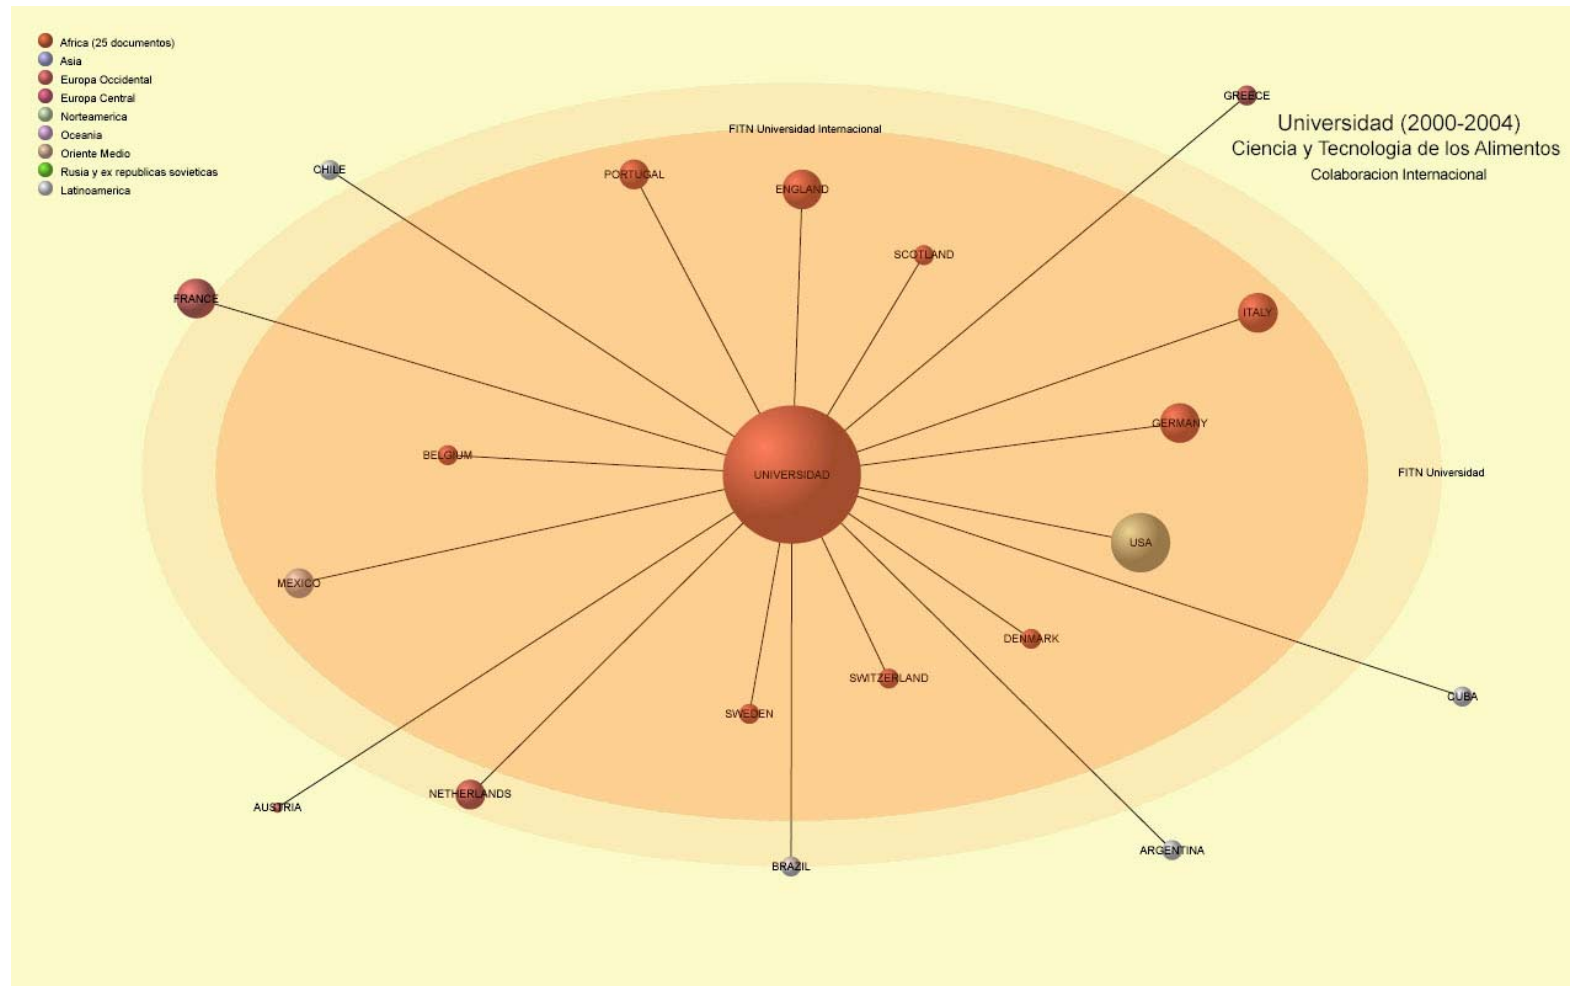 Africa (25 documentos)
Asia
Europa Occidental
Europa Central
Norteamerica
Oceania
Oriente Medio
Rusia y ex republicas sovieticas
Latinoamerica
Universidad (2000-2004)
Ciencia y Tecnologia de los Alimentos
Colaboracion Internacional
GREECE
FITN Universidad Internacional
CHILE
PORTUGAL
ENGLAND
SCOTLAND
FRANCE
ITALY
GERMANY
BELGIUM
UNIVERSIDAD
FITN Universidad
USA
MEXICO
DENMARK
SWITZERLAND
CUBA
SWEDEN
NETHERLANDS
AUSTRIA
ARGENTINA
BRAZIL